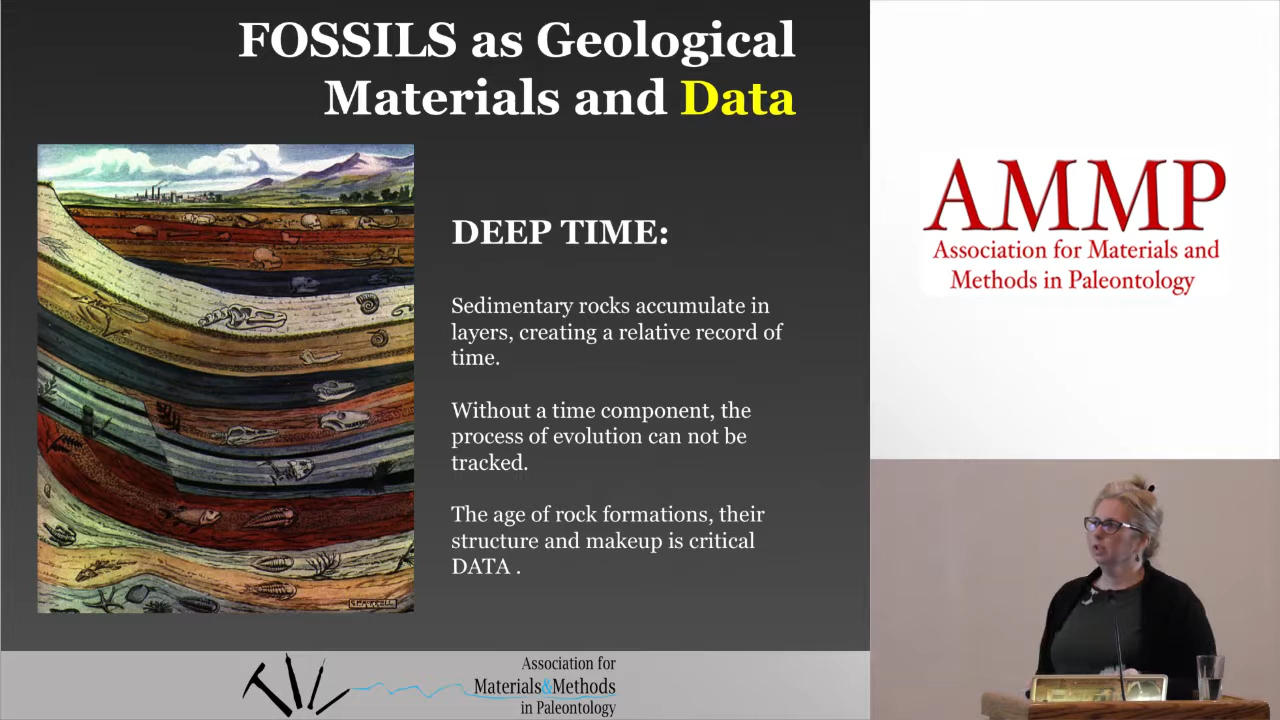 FOSSILS as Geological
Materials and Data
DEEP TIME:
Sedimentary rocks accumulate in
layers, creating a relative record of
time.
Without a time component, the
process of evolution can not be
tracked.
The age of rock formations, their
structure and makeup is critical
DATA .
Association for
Materials&Methods
in Paleontology
AMMP
Association for Materials and
Methods in Paleontology